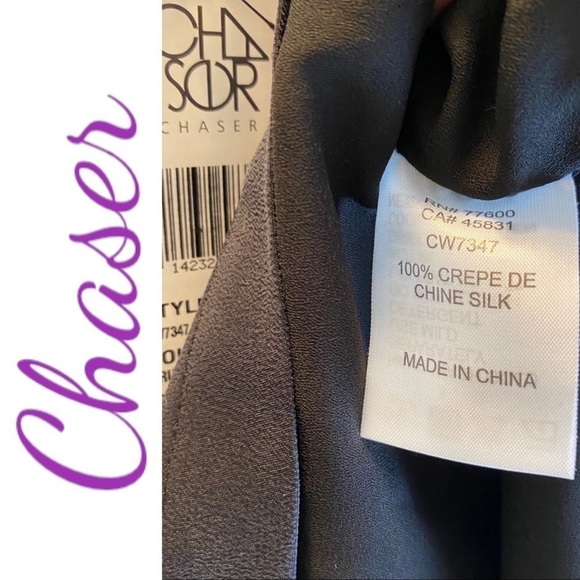 Chaser
CHA
SER
CHASER
14232
STYLE
77347
RN# 77600
CA# 45831
CW7347
100% CREPE DE
CHINE SILK
MADE IN CHINA